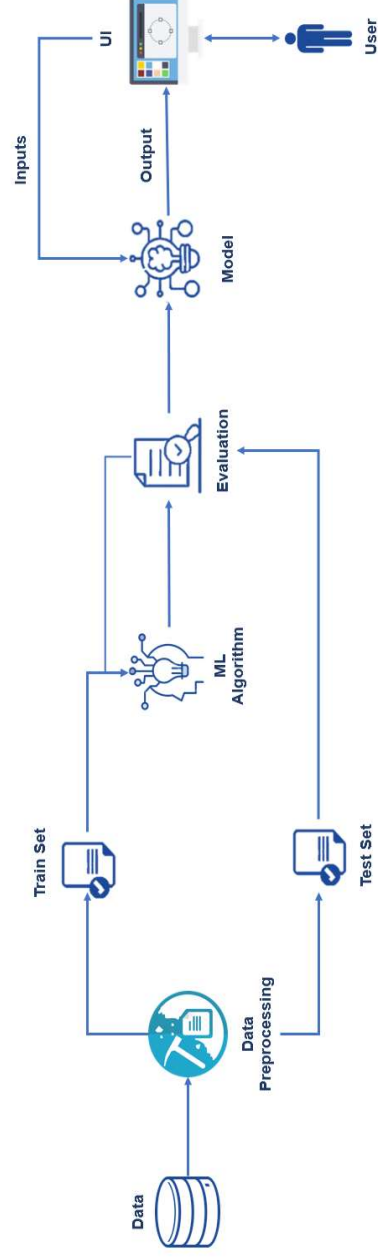 Data
Data
Preprocessing
Train Set
Test Set
ML
Algorithm
Evaluation
Model
Inputs
Output
UI
User